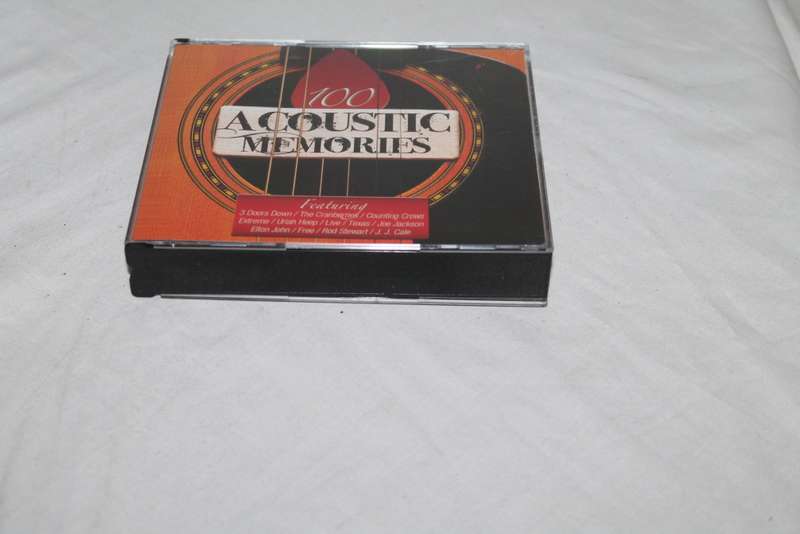 100
ACOUSTIC
MEMORIES
Featuring
3 Doors Down / The Cranberries / Counting Crows
Extreme / Uriah Heep / Live / Texas / Joe Jackson
Elton John / Free / Rod Stewart / J. J. Cale